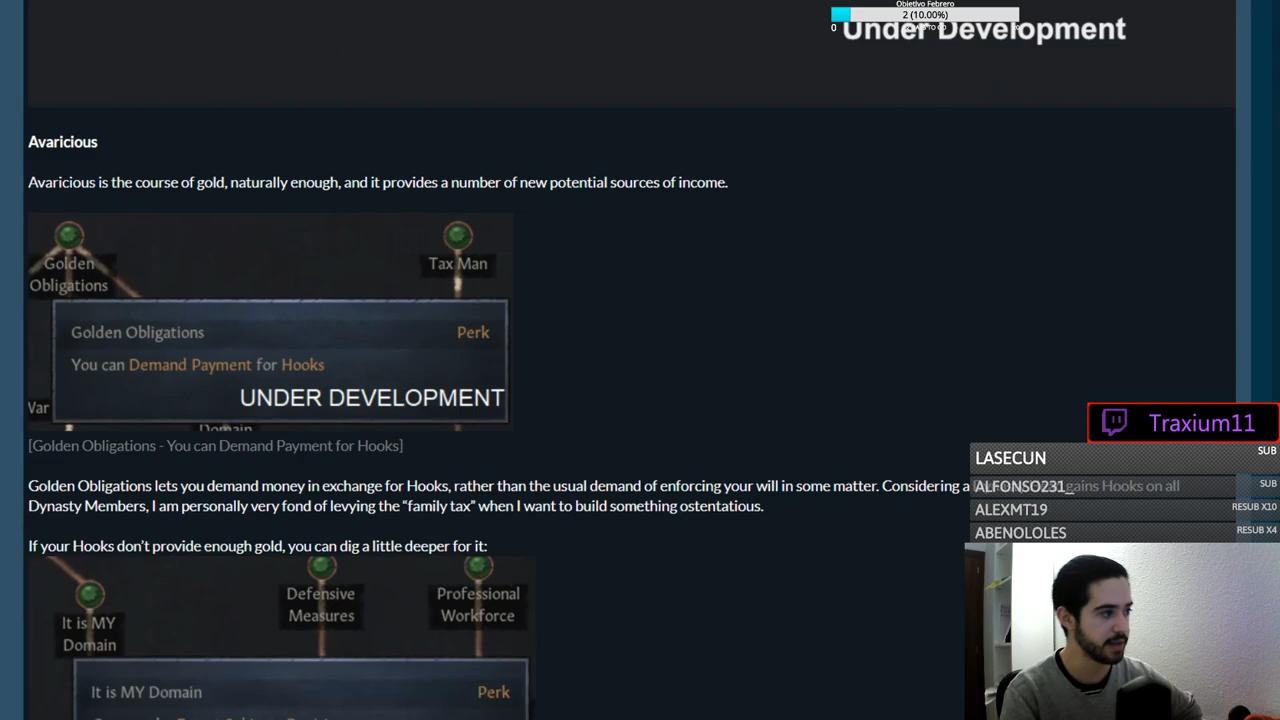 Objetivo Febrero
2 (10.00%)
0
Under Development
Avaricious
Avaricious is the course of gold, naturally enough, and it provides a number of new potential sources of income.
Golden
Obligations
Tax Man
Golden Obligations
Perk
You can Demand Payment for Hooks
UNDER DEVELOPMENT
War
Domain
[Golden Obligations - You can Demand Payment for Hooks]
Traxium11
LASECUN SUB
Golden Obligations lets you demand money in exchange for Hooks, rather than the usual demand of enforcing your will in some matter. Considering a gains Hooks on all
ALFONSO231_ SUB
Dynasty Members, I am personally very fond of levying the “family tax” when I want to build something ostentatious.
ALEXMT19 RESUB X10
ABENOLOLES RESUB X4
If your Hooks don’t provide enough gold, you can dig a little deeper for it:
It is MY
Domain
Defensive
Measures
Professional
Workforce
It is MY Domain
Perk